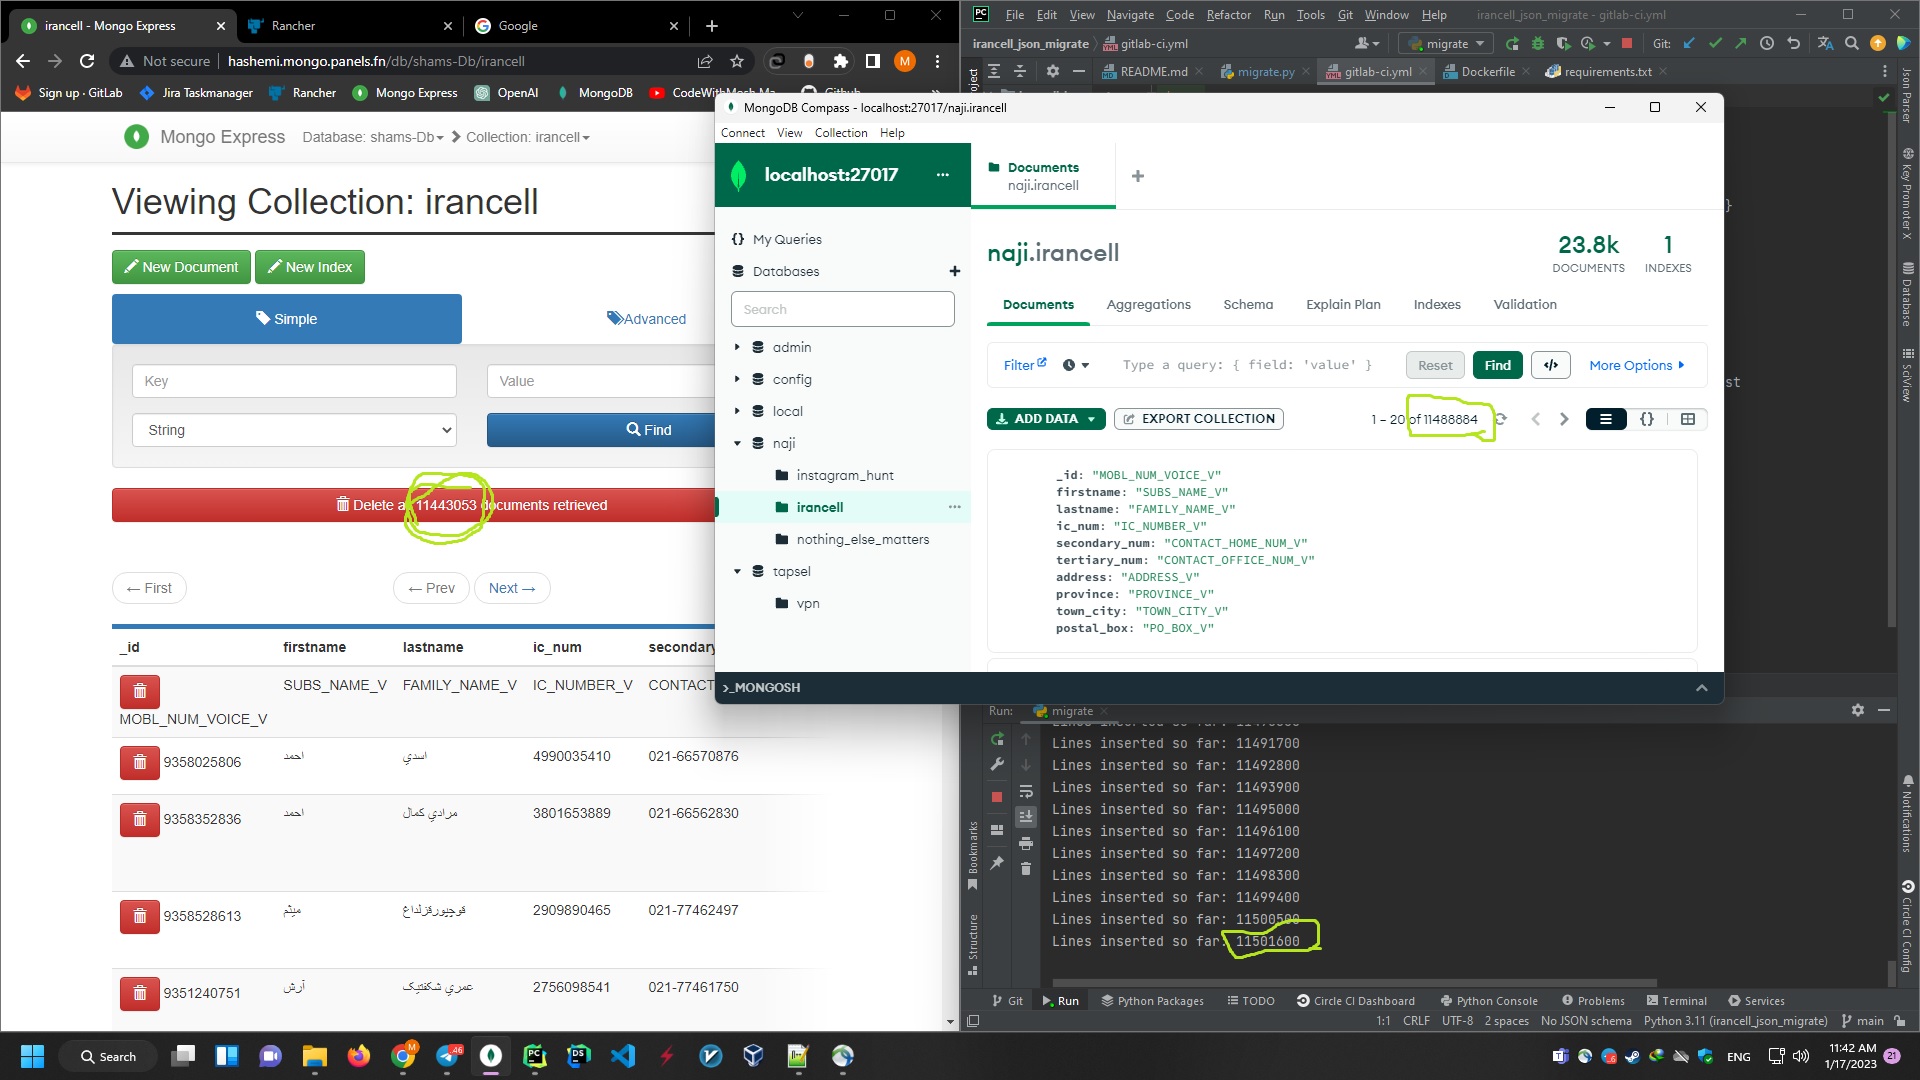 irancell - Mongo Express
Rancher
Google
Not secure | hashemi.mongo.panels.fn/db/shams-Db/irancell
M
Sign up · GitLab
Jira Taskmanager
Rancher
Mongo Express
OpenAI
MongoDB
CodeWithMosh
Mongo Express
Database: shams-Db
Collection: irancell
Viewing Collection: irancell
New Document
New Index
Simple
Advanced
Key
Value
String
Find
Delete all 11443053 documents retrieved
← First
← Prev
Next →
_id firstname lastname ic_num secondary
SUBS_NAME_V FAMILY_NAME_V IC_NUMBER_V CONTACT
MOBL_NUM_VOICE_V
9358025806 احمد اسدي 4990035410 021-66570876
9358352836 احمد مرادي كمال 3801653889 021-66562830
9358528613 ميثم 2909890465 021-77462497
9351240751 آرش 2756098541 021-77461750
File Edit View Navigate Code Refactor Run Tools Git Window Help
irancell_json_migrate - gitlab-ci.yml
irancell_json_migrate
gitlab-ci.yml
migrate
Git:
README.md
migrate.py
gitlab-ci.yml
Dockerfile
requirements.txt
Project
Json Parser
Key Promoter X
Database
SciView
Notifications
Circle CI Config
}
st
MongoDB Compass - localhost:27017/naji.irancell
Connect View Collection Help
localhost:27017
My Queries
Databases
Search
admin
config
local
naji
instagram_hunt
irancell
nothing_else_matters
tapsel
vpn
Documents
naji.irancell
naji.irancell
23.8k
DOCUMENTS
1
INDEXES
Documents Aggregations Schema Explain Plan Indexes Validation
Filter
Type a query: { field: 'value' }
Reset
Find
More Options
ADD DATA
EXPORT COLLECTION
1 – 20 of 11488884
_id: "MOBL_NUM_VOICE_V"
firstname: "SUBS_NAME_V"
lastname: "FAMILY_NAME_V"
ic_num: "IC_NUMBER_V"
secondary_num: "CONTACT_HOME_NUM_V"
tertiary_num: "CONTACT_OFFICE_NUM_V"
address: "ADDRESS_V"
province: "PROVINCE_V"
town_city: "TOWN_CITY_V"
postal_box: "PO_BOX_V"
>_MONGOSH
Run: migrate
Lines inserted so far: 11491700
Lines inserted so far: 11492800
Lines inserted so far: 11493900
Lines inserted so far: 11495000
Lines inserted so far: 11496100
Lines inserted so far: 11497200
Lines inserted so far: 11498300
Lines inserted so far: 11499400
Lines inserted so far: 11500500
Lines inserted so far: 11501600
Bookmarks
Structure
Git Run Python Packages TODO Circle CI Dashboard Python Console Problems Terminal Services
1:1 CRLF UTF-8 2 spaces No JSON schema Python 3.11 (irancell_json_migrate) main
Search
ENG
11:42 AM
1/17/2023
21